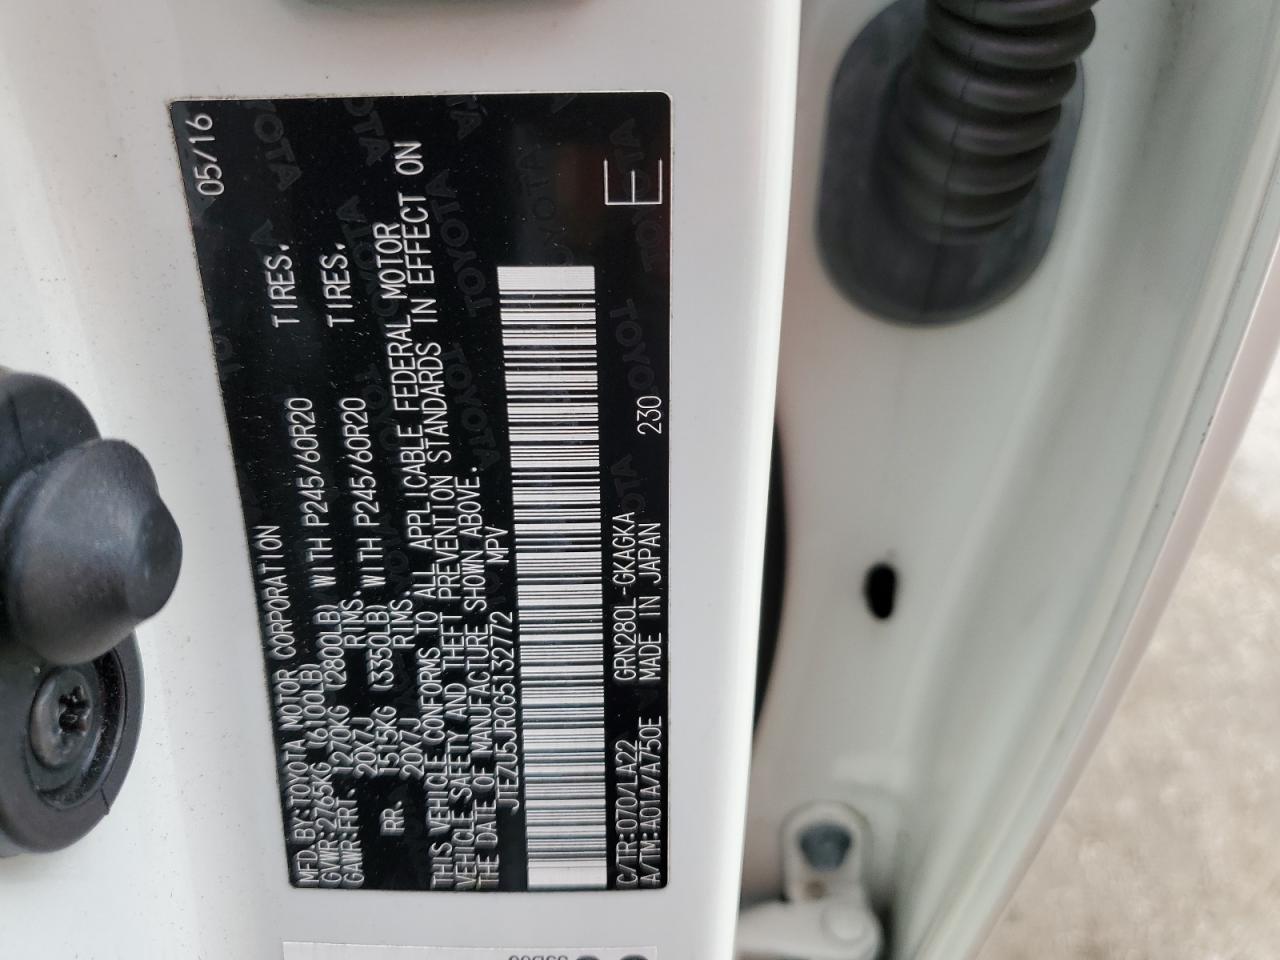 MFD. BY: TOYOTA MOTOR CORPORATION 05/16
GVWR: 2765KG (6100LB)
GAWR: FRT. 1270KG (2800LB) WITH P245/60R20 TIRES.
20X7J RIMS.
RR. 1515KG (3350LB) WITH P245/60R20 TIRES.
20X7J RIMS
THIS VEHICLE CONFORMS TO ALL APPLICABLE FEDERAL MOTOR
VEHICLE SAFETY AND THEFT PREVENTION STANDARDS IN EFFECT ON
THE DATE OF MANUFACTURE SHOWN ABOVE.
JTEZU5JR0G5132772 MPV
C/TR: 070/LA22 GRN280L-GKAGKA
A/TM: A01A/A750E MADE IN JAPAN 230 E